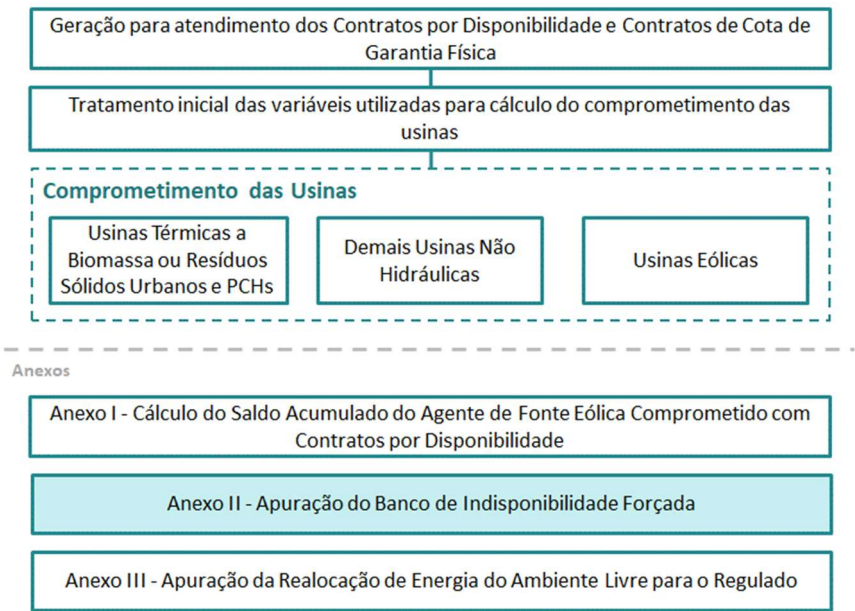 Geração para atendimento dos Contratos por Disponibilidade e Contratos de Cota de
Garantia Física
Tratamento inicial das variáveis utilizadas para cálculo do comprometimento das
usinas
Comprometimento das Usinas
Usinas Térmicas a
Biomassa ou Resíduos
Sólidos Urbanos e PCHs
Demais Usinas Não
Hidráulicas
Usinas Eólicas
Anexos
Anexo I - Cálculo do Saldo Acumulado do Agente de Fonte Eólica Comprometido com
Contratos por Disponibilidade
Anexo II - Apuração do Banco de Indisponibilidade Forçada
Anexo III - Apuração da Realocação de Energia do Ambiente Livre para o Regulado